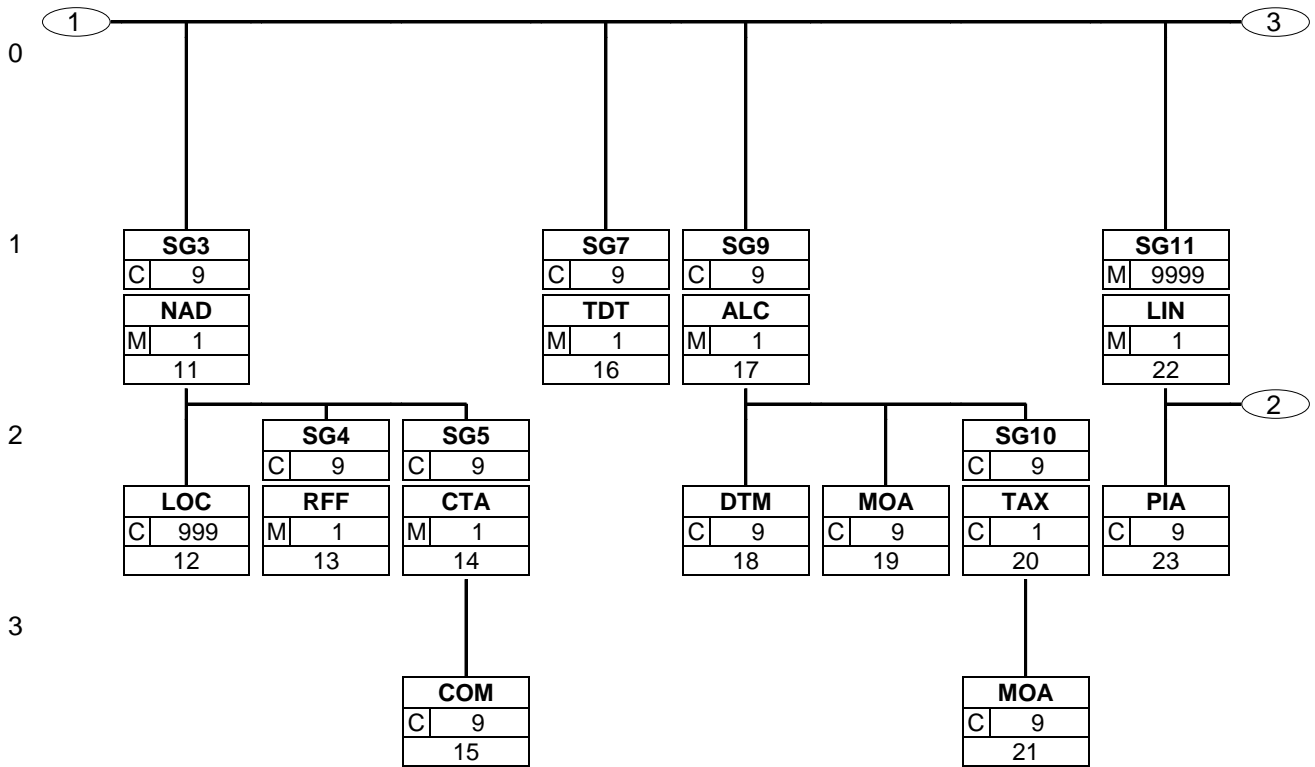 1 3
0
1
SG3 SG7 SG9 SG11
C 9 C 9 C 9 M 9999
NAD TDT ALC LIN
M 1 M 1 M 1 M 1
11 16 17 22
2
2
SG4 SG5 SG10
C 9 C 9 C 9
LOC RFF CTA DTM MOA TAX PIA
C 999 M 1 M 1 C 9 C 9 C 1 C 9
12 13 14 18 19 20 23
3
COM MOA
C 9 C 9
15 21